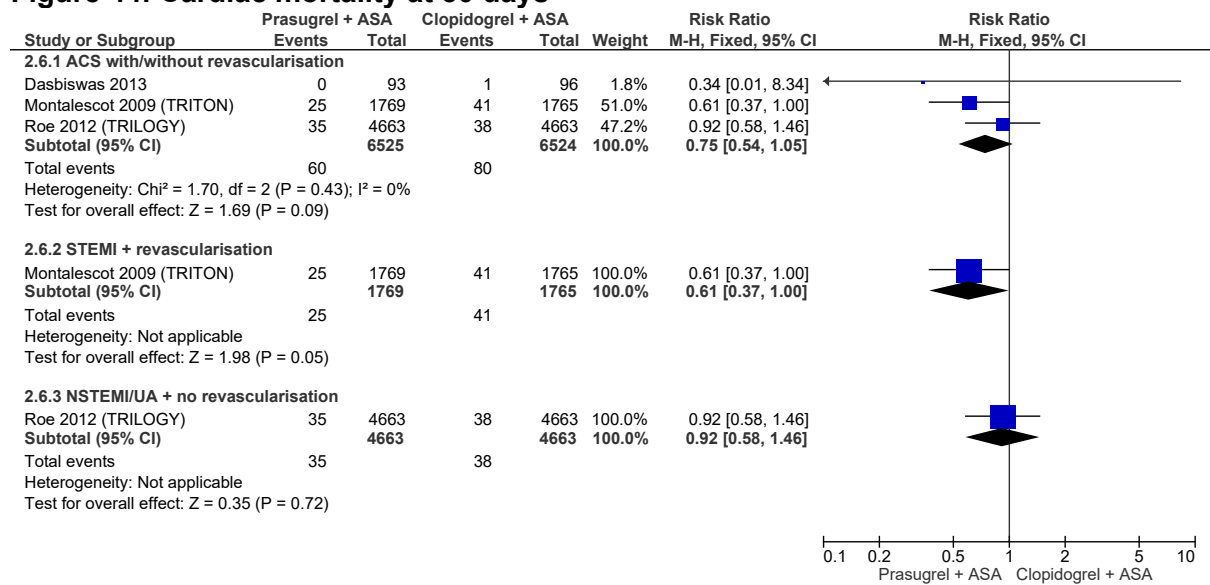 Prasugrel + ASA Clopidogrel + ASA Risk Ratio Risk Ratio
Study or Subgroup Events Total Events Total Weight M-H, Fixed, 95% CI M-H, Fixed, 95% CI
2.6.1 ACS with/without revascularisation
Dasbiswas 2013 0 93 1 96 1.8% 0.34 [0.01, 8.34]
Montalescot 2009 (TRITON) 25 1769 41 1765 51.0% 0.61 [0.37, 1.00]
Roe 2012 (TRILOGY) 35 4663 38 4663 47.2% 0.92 [0.58, 1.46]
Subtotal (95% CI) 6525 6524 100.0% 0.75 [0.54, 1.05]
Total events 60 80
Heterogeneity: Chi² = 1.70, df = 2 (P = 0.43); I² = 0%
Test for overall effect: Z = 1.69 (P = 0.09)
2.6.2 STEMI + revascularisation
Montalescot 2009 (TRITON) 25 1769 41 1765 100.0% 0.61 [0.37, 1.00]
Subtotal (95% CI) 1769 1765 100.0% 0.61 [0.37, 1.00]
Total events 25 41
Heterogeneity: Not applicable
Test for overall effect: Z = 1.98 (P = 0.05)
2.6.3 NSTEMI/UA + no revascularisation
Roe 2012 (TRILOGY) 35 4663 38 4663 100.0% 0.92 [0.58, 1.46]
Subtotal (95% CI) 4663 4663 100.0% 0.92 [0.58, 1.46]
Total events 35 38
Heterogeneity: Not applicable
Test for overall effect: Z = 0.35 (P = 0.72)
0.1 0.2 0.5 1 2 5 10
Prasugrel + ASA Clopidogrel + ASA